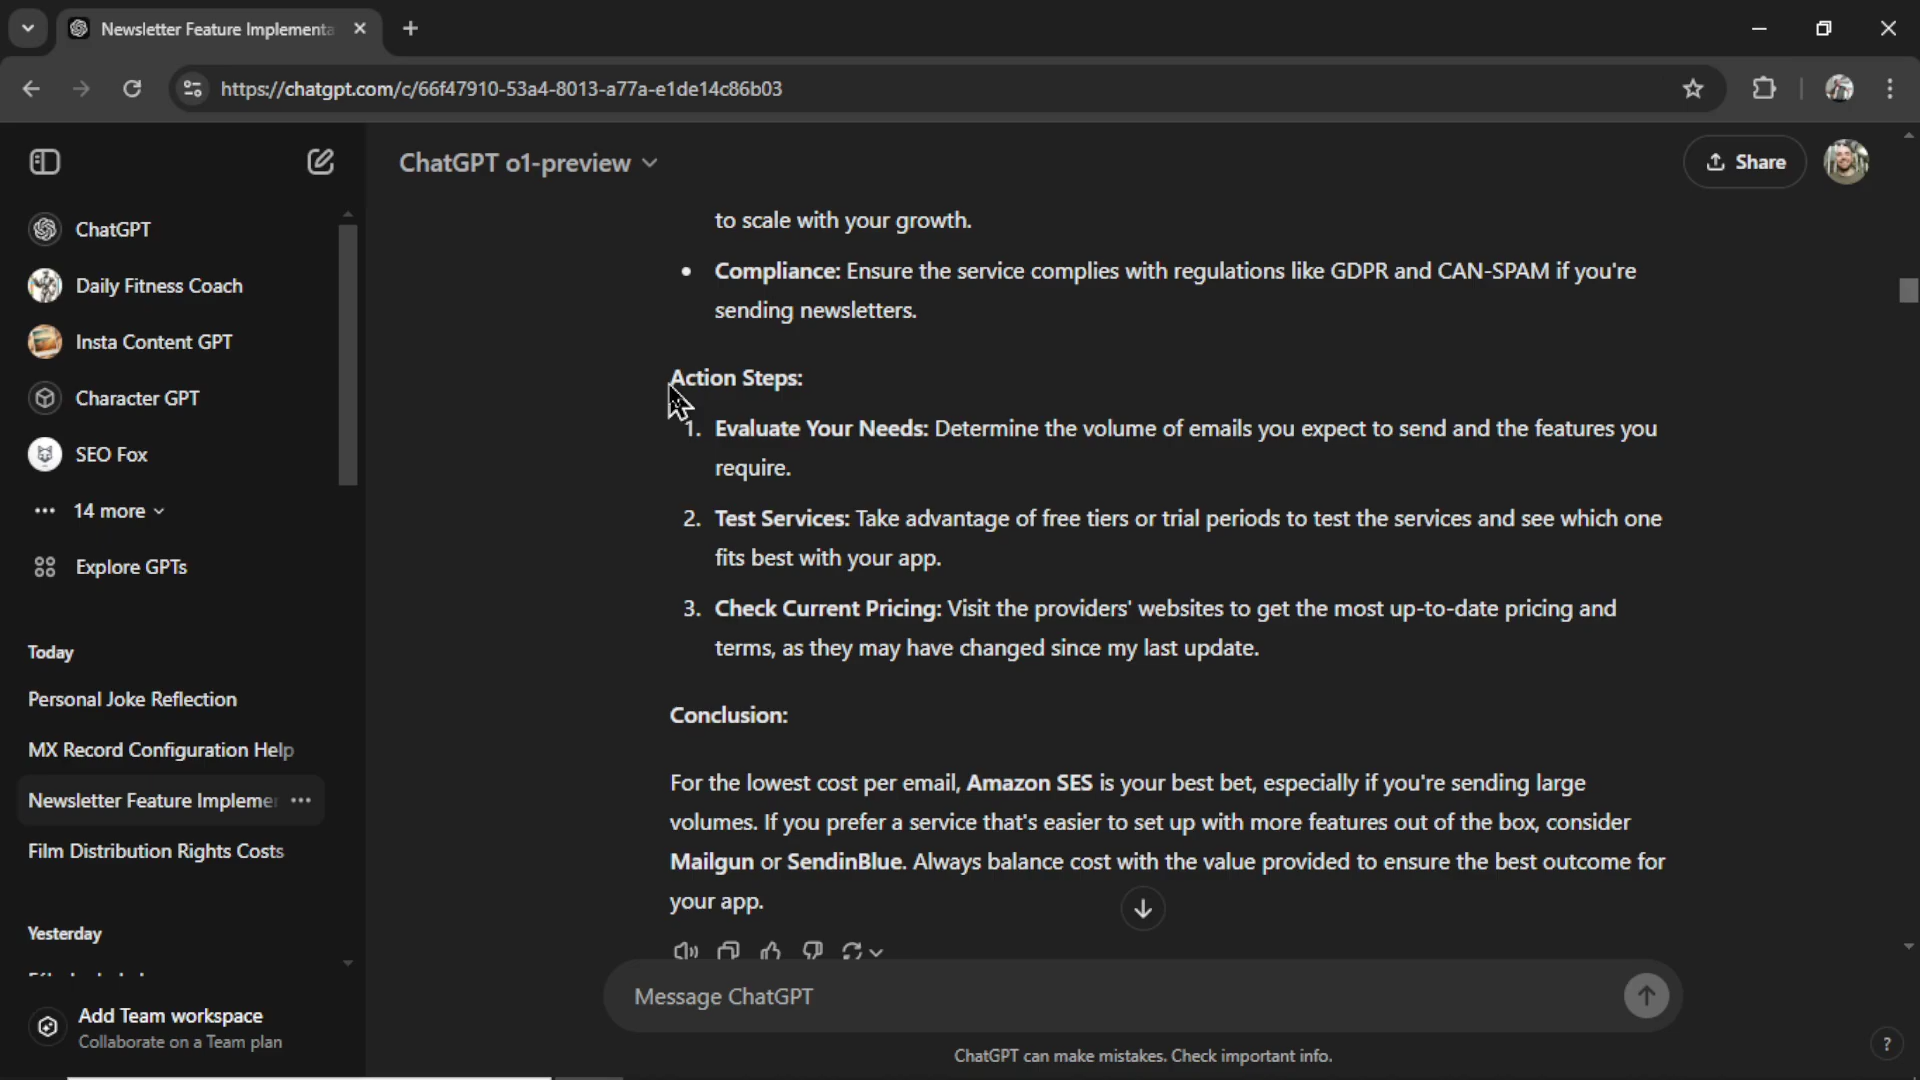 Newsletter Feature Implementa
https://chatgpt.com/c/66f47910-53a4-8013-a77a-e1de14c86b03
ChatGPT
Daily Fitness Coach
Insta Content GPT
Character GPT
SEO Fox
14 more
Explore GPTs
Today
Personal Joke Reflection
MX Record Configuration Help
Newsletter Feature Impleme
Film Distribution Rights Costs
Yesterday
Add Team workspace
Collaborate on a Team plan
ChatGPT o1-preview
Share
to scale with your growth.
• Compliance: Ensure the service complies with regulations like GDPR and CAN-SPAM if you're
sending newsletters.
Action Steps:
1. Evaluate Your Needs: Determine the volume of emails you expect to send and the features you
require.
2. Test Services: Take advantage of free tiers or trial periods to test the services and see which one
fits best with your app.
3. Check Current Pricing: Visit the providers' websites to get the most up-to-date pricing and
terms, as they may have changed since my last update.
Conclusion:
For the lowest cost per email, Amazon SES is your best bet, especially if you're sending large
volumes. If you prefer a service that's easier to set up with more features out of the box, consider
Mailgun or SendinBlue. Always balance cost with the value provided to ensure the best outcome for
your app.
Message ChatGPT
ChatGPT can make mistakes. Check important info.
?